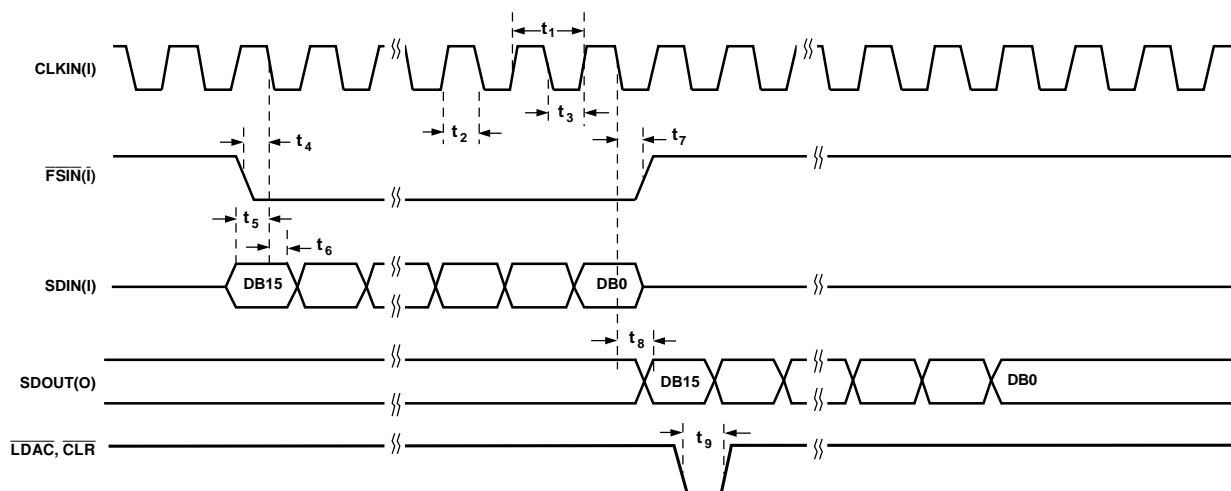 t1
CLKIN(I)
t3
t2
t4
t7
FSIN(I)
t5
t6
SDIN(I)
DB15
DB0
t8
SDOUT(O)
DB15
DB0
t9
LDAC, CLR